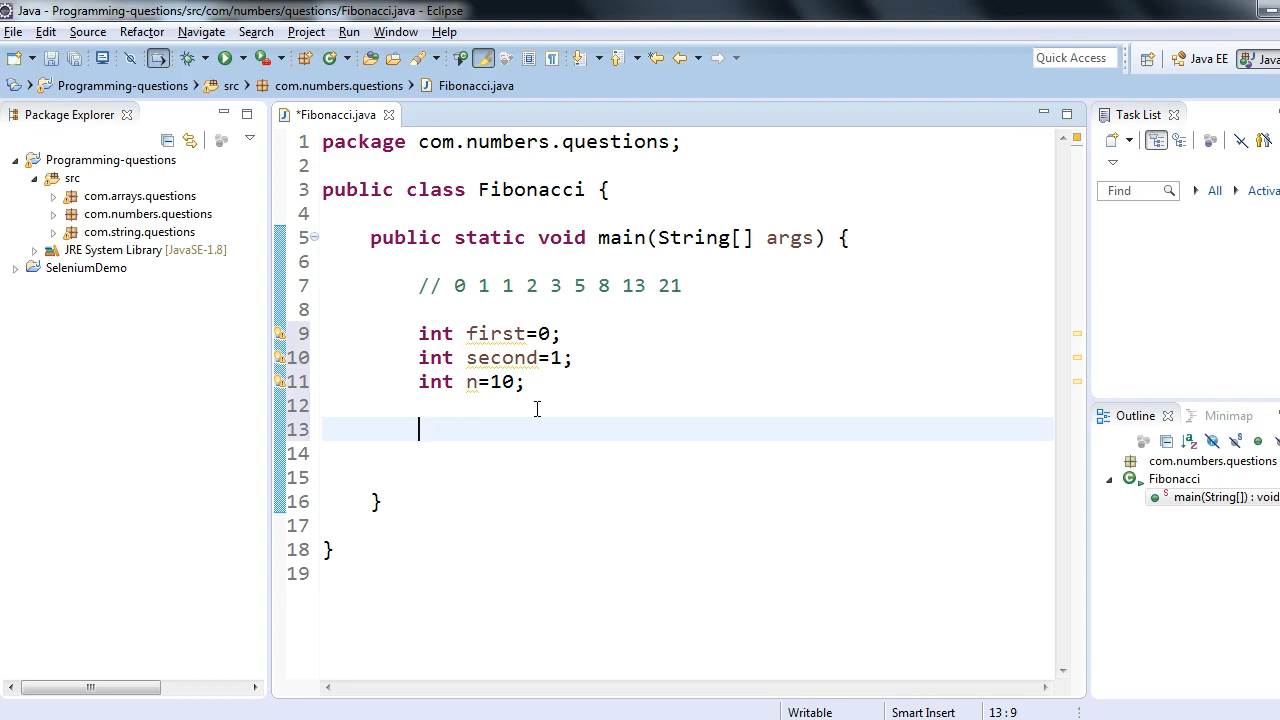 Java - Programming-questions/src/com/numbers/questions/Fibonacci.java - Eclipse
File Edit Source Refactor Navigate Search Project Run Window Help
Quick Access Java EE Java
Programming-questions src com.numbers.questions Fibonacci.java
Package Explorer
Programming-questions
src
com.arrays.questions
com.numbers.questions
com.string.questions
JRE System Library [JavaSE-1.8]
SeleniumDemo
*Fibonacci.java
1 package com.numbers.questions;
2
3 public class Fibonacci {
4
5 public static void main(String[] args) {
6
7 // 0 1 1 2 3 5 8 13 21
8
9 int first=0;
10 int second=1;
11 int n=10;
12
13
14
15
16 }
17
18 }
19
Task List
Find All Activa
Outline Minimap
com.numbers.questions
Fibonacci
main(String[]) : void
Writable Smart Insert 13 : 9